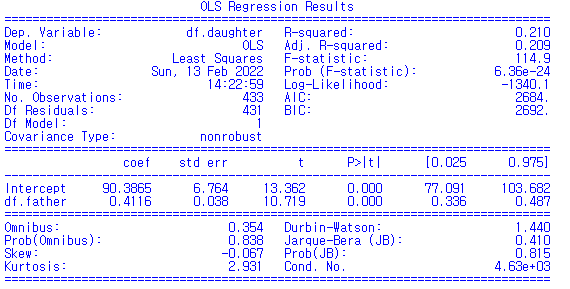 OLS Regression Results
==============================================================================
Dep. Variable: df.daughter R-squared: 0.210
Model: OLS Adj. R-squared: 0.209
Method: Least Squares F-statistic: 114.9
Date: Sun, 13 Feb 2022 Prob (F-statistic): 6.36e-24
Time: 14:22:59 Log-Likelihood: -1340.1
No. Observations: 433 AIC: 2684.
Df Residuals: 431 BIC: 2692.
Df Model: 1
Covariance Type: nonrobust
==============================================================================
coef std err t P>|t| [0.025 0.975]
------------------------------------------------------------------------------
Intercept 90.3865 6.764 13.362 0.000 77.091 103.682
df.father 0.4116 0.038 10.719 0.000 0.336 0.487
==============================================================================
Omnibus: 0.354 Durbin-Watson: 1.440
Prob(Omnibus): 0.838 Jarque-Bera (JB): 0.410
Skew: -0.067 Prob(JB): 0.815
Kurtosis: 2.931 Cond. No. 4.63e+03
==============================================================================